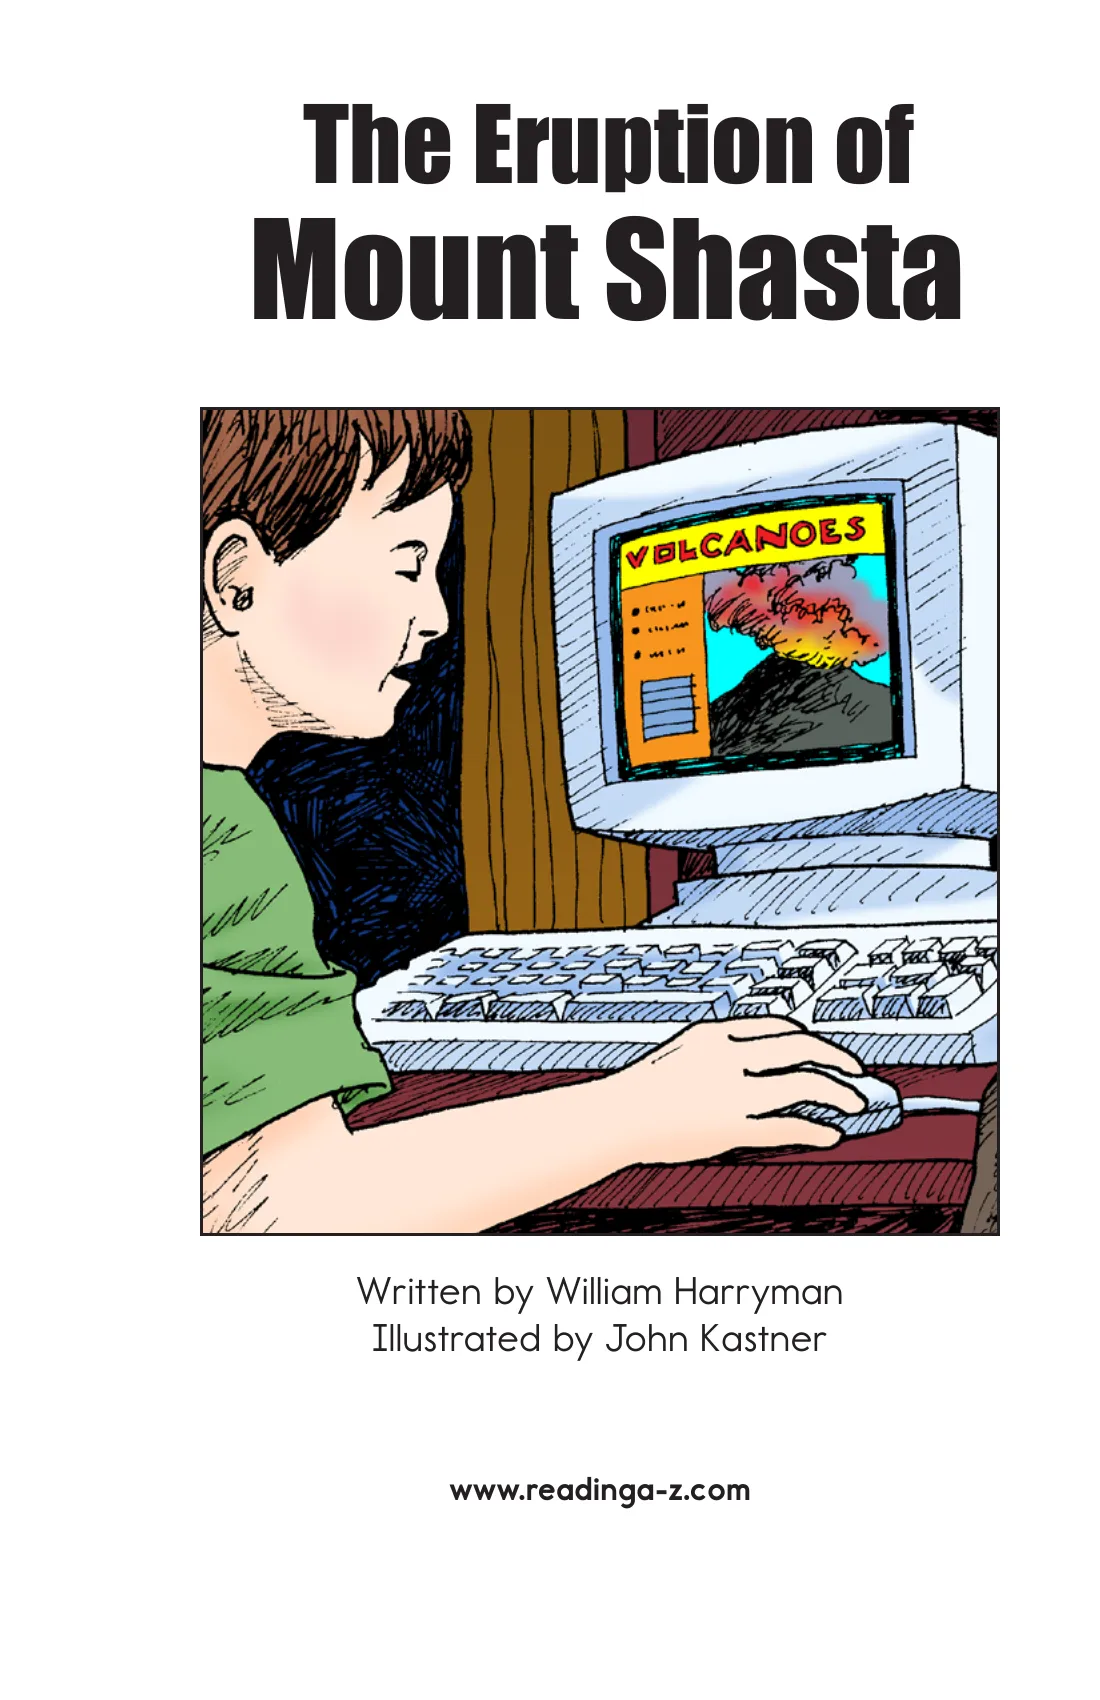 The Eruption of
Mount Shasta
VOLCANOES
Written by William Harryman
Illustrated by John Kastner
www.readinga-z.com